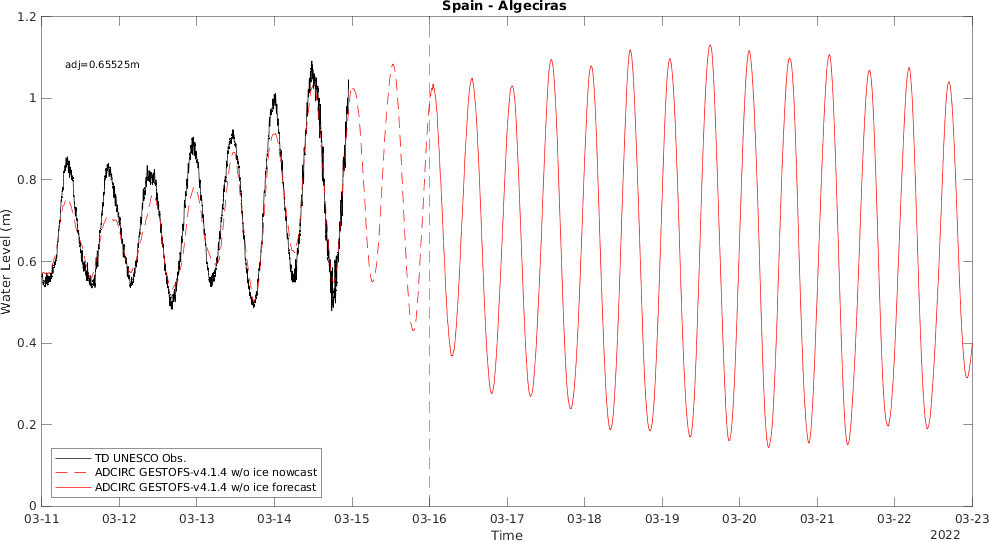 Spain - Algeciras
1.2
adj=0.65525m
1
0.8
0.6
0.4
0.2
0
Water Level (m)
TD UNESCO Obs.
ADCIRC GESTOFS-v4.1.4 w/o ice nowcast
ADCIRC GESTOFS-v4.1.4 w/o ice forecast
03-11 03-12 03-13 03-14 03-15 03-16 03-17 03-18 03-19 03-20 03-21 03-22 03-23
Time
2022